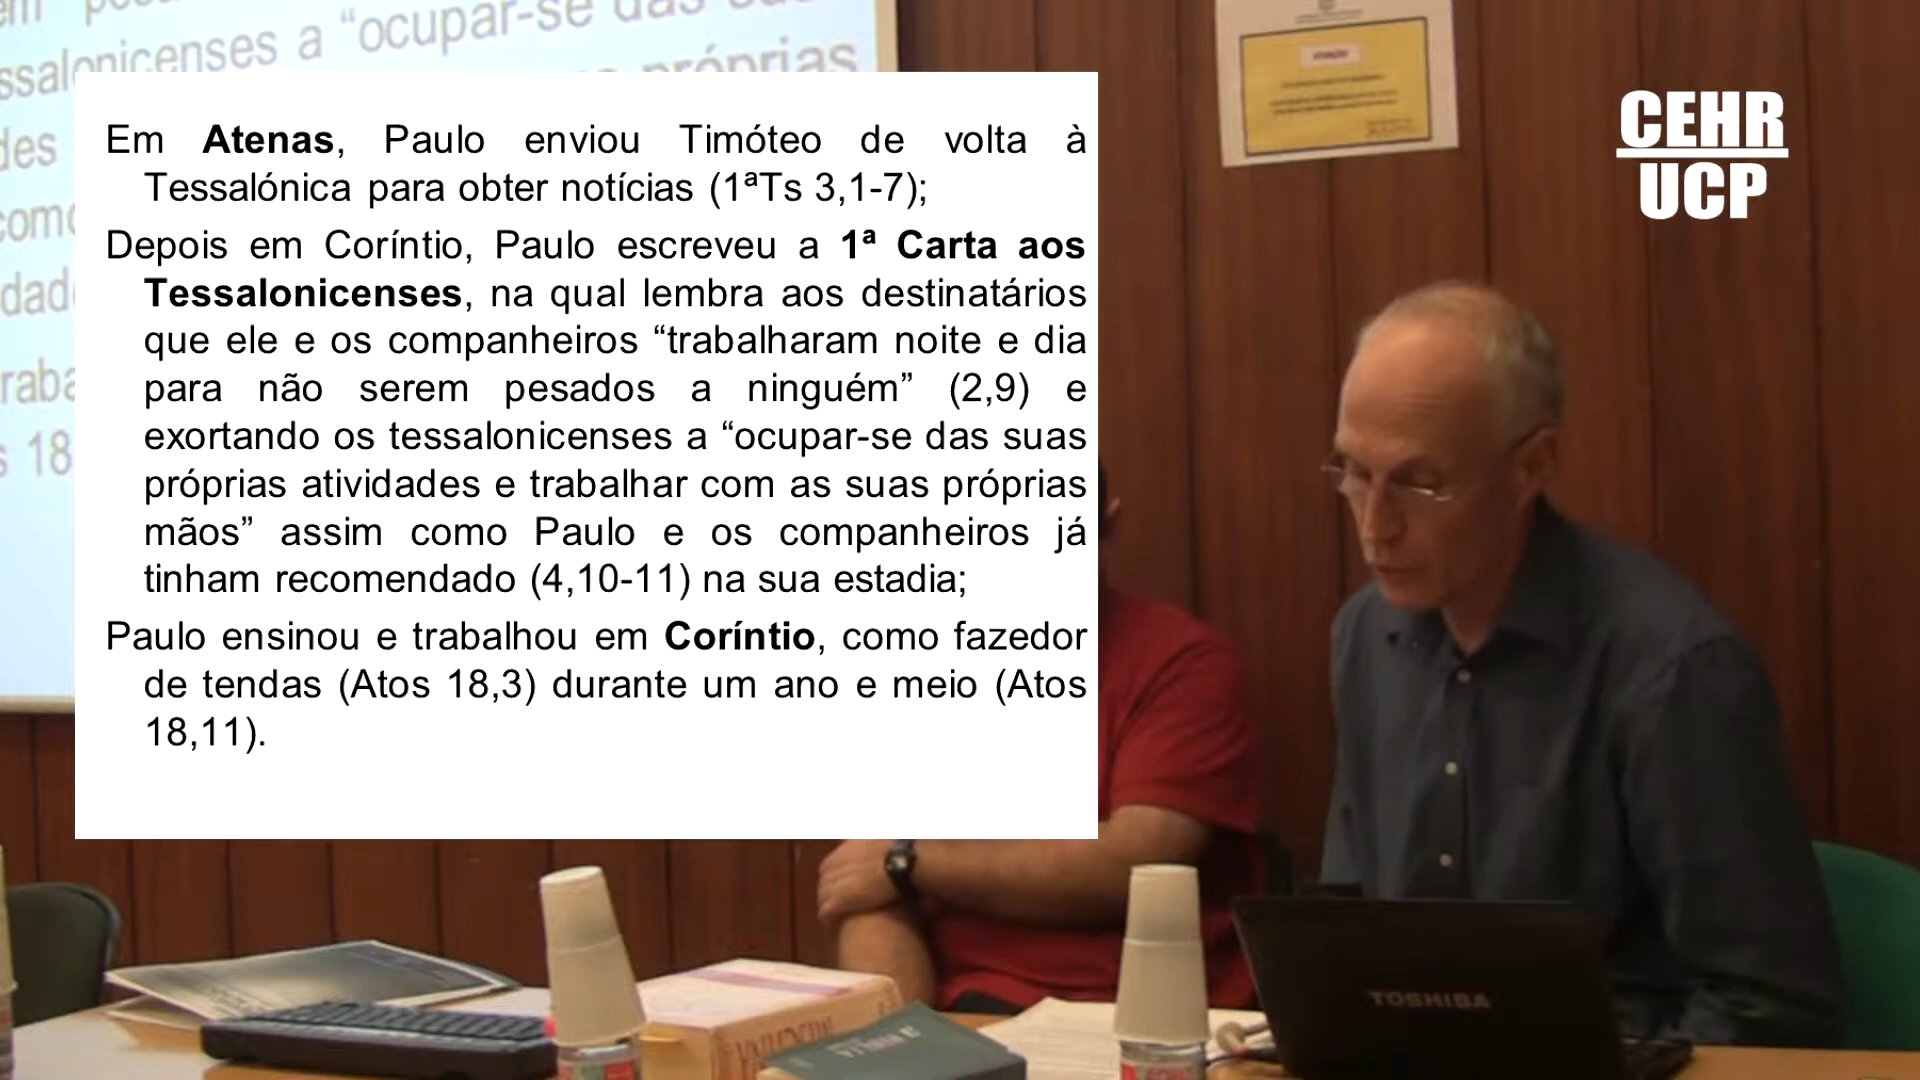 ssalonicenses a “ocupar-se das
próprias
des
dad
raba
18
Em Atenas, Paulo enviou Timóteo de volta à
Tessalónica para obter notícias (1ªTs 3,1-7);
Depois em Coríntio, Paulo escreveu a 1ª Carta aos
Tessalonicenses, na qual lembra aos destinatários
que ele e os companheiros “trabalharam noite e dia
para não serem pesados a ninguém” (2,9) e
exortando os tessalonicenses a “ocupar-se das suas
próprias atividades e trabalhar com as suas próprias
mãos” assim como Paulo e os companheiros já
tinham recomendado (4,10-11) na sua estadia;
Paulo ensinou e trabalhou em Coríntio, como fazedor
de tendas (Atos 18,3) durante um ano e meio (Atos
18,11).
CEHR
UCP
TOSHIBA